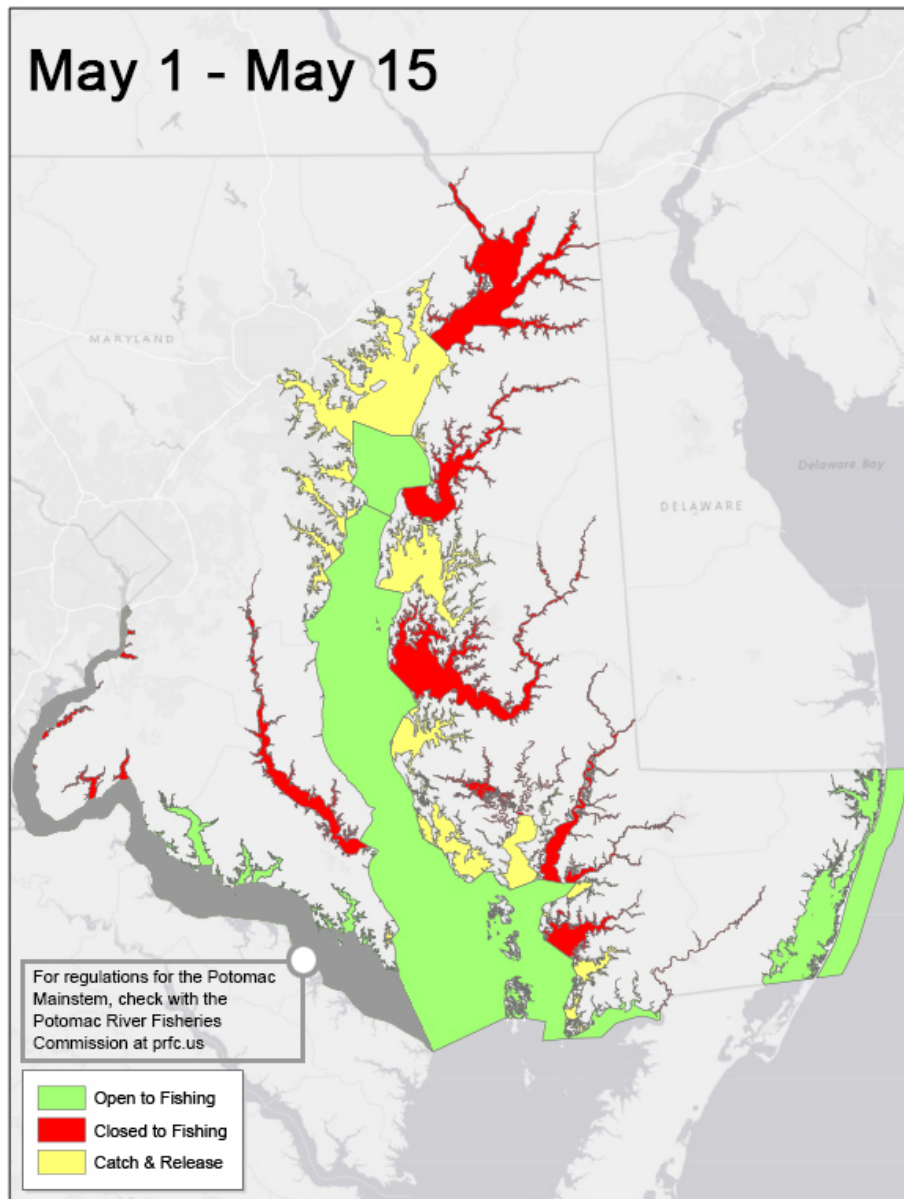 May 1 - May 15
MARYLAND
Delaware Bay
DELAWARE
For regulations for the Potomac
Mainstem, check with the
Potomac River Fisheries
Commission at prfc.us
Open to Fishing
Closed to Fishing
Catch & Release